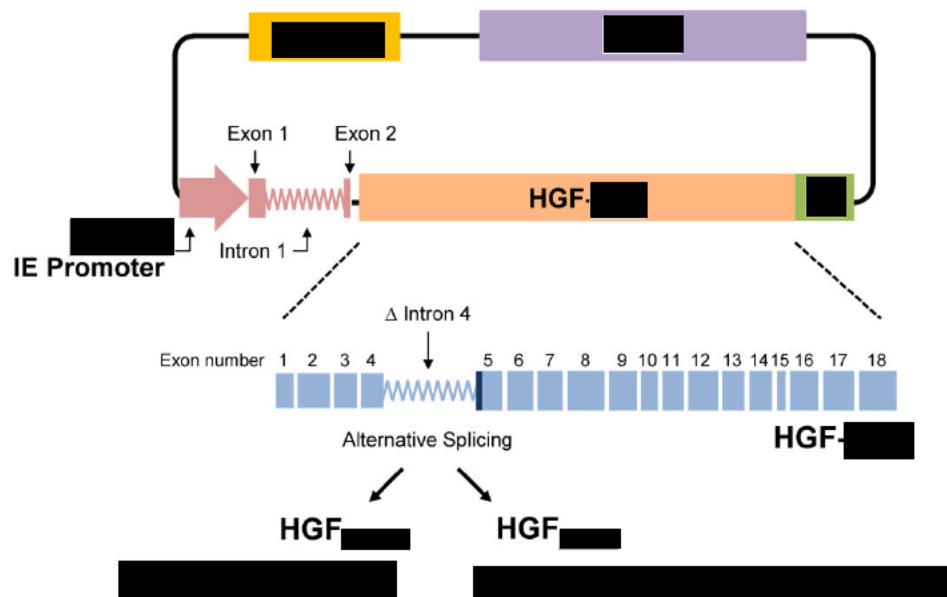 Exon 1
Exon 2
HGF-
Intron 1
IE Promoter
Δ Intron 4
Exon number 1 2 3 4 5 6 7 8 9 10 11 12 13 14 15 16 17 18
Alternative Splicing
HGF-
HGF
HGF